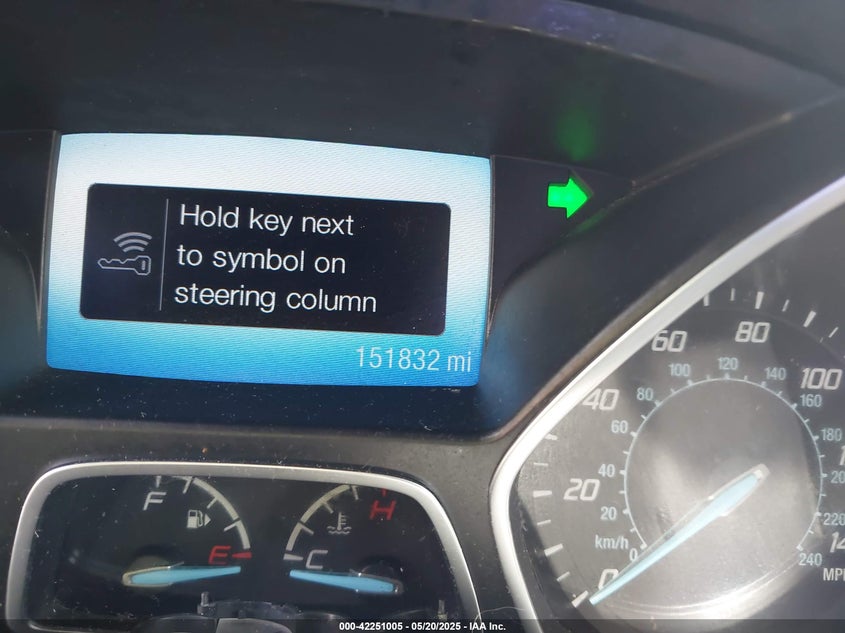 Hold key next
to symbol on
steering column
151832 mi
F
E
H
C
0
20
40
60
80
100
0
20
40
60
80
100
120
140
160
180
220
240
km/h
000-42251005 - 05/20/2025 - IAA Inc.